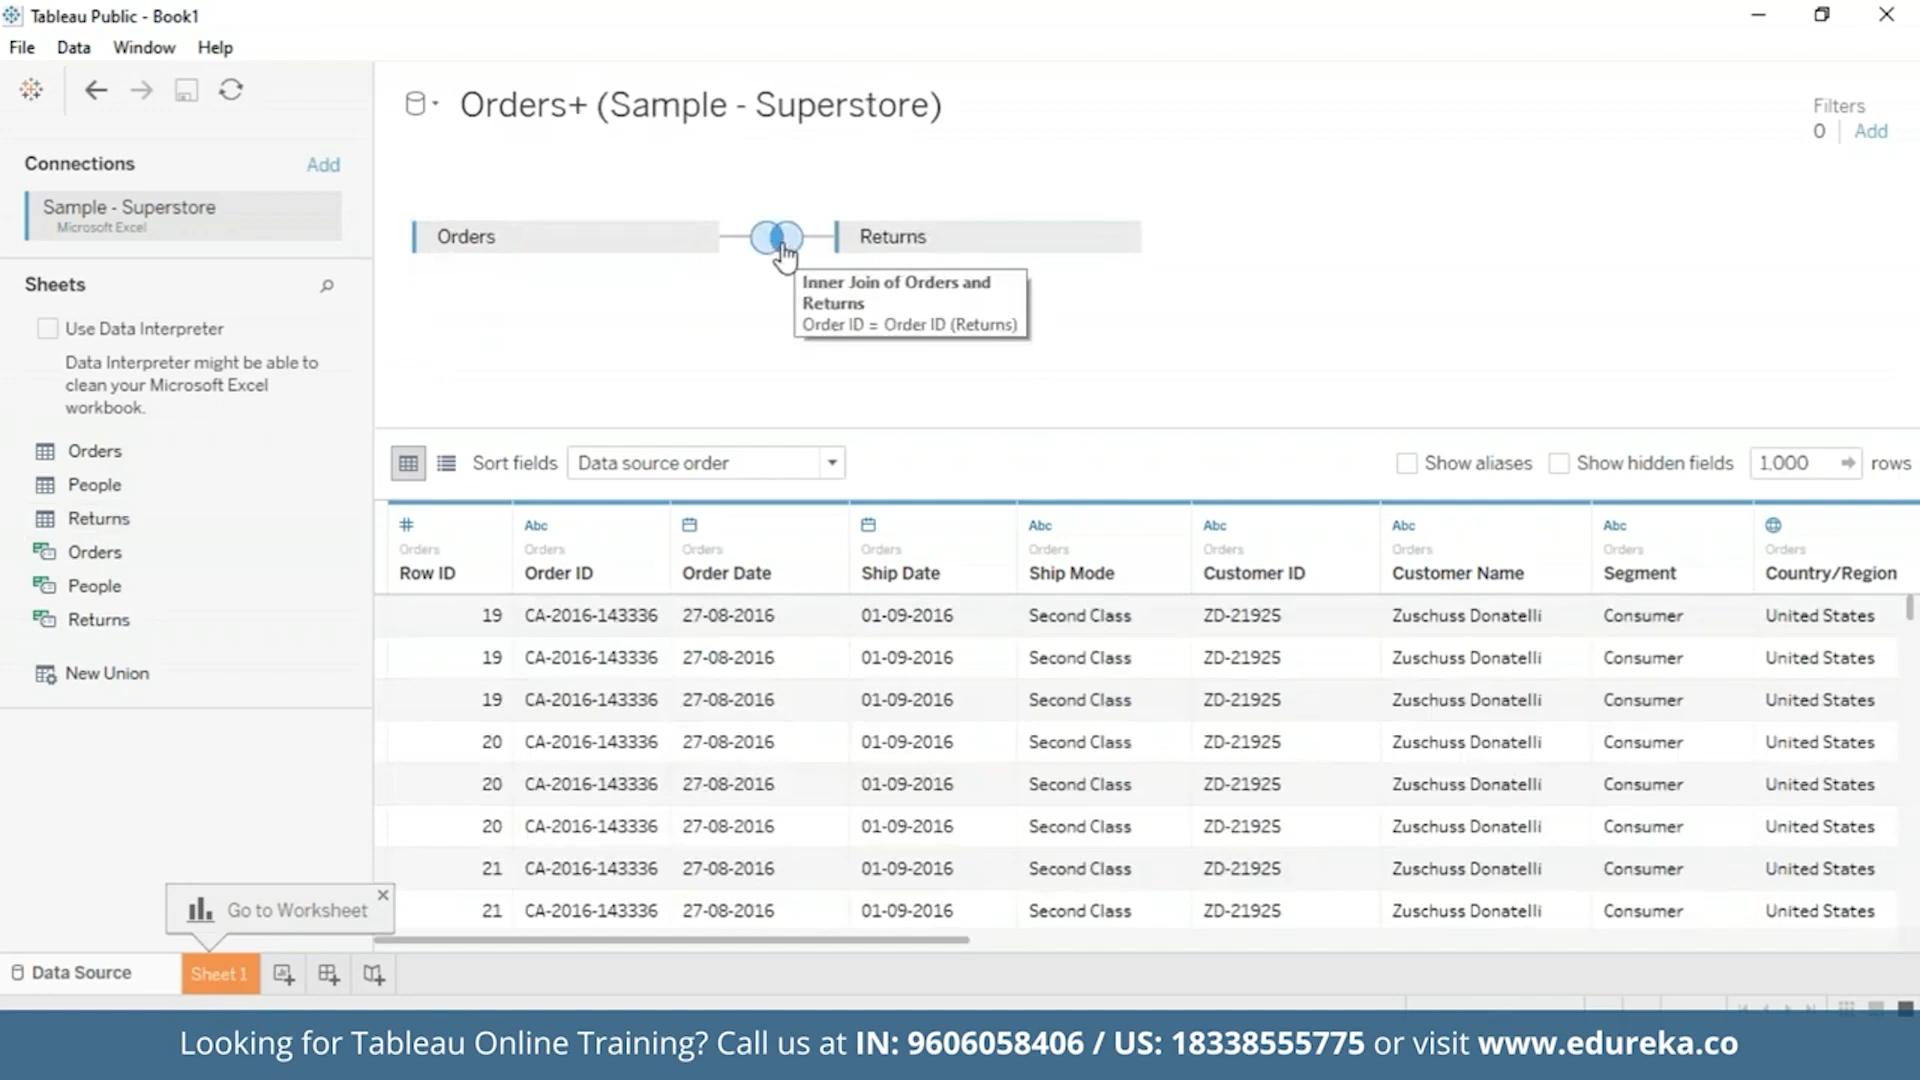 Tableau Public - Book1
File Data Window Help
Orders+ (Sample - Superstore)
Filters
0 | Add
Connections Add
Sample - Superstore
Microsoft Excel
Orders Returns
Inner Join of Orders and
Returns
Order ID = Order ID (Returns)
Sheets
Use Data Interpreter
Data Interpreter might be able to
clean your Microsoft Excel
workbook.
Orders
People
Returns
Orders
People
Returns
New Union
Sort fields Data source order Show aliases Show hidden fields 1,000 rows
# Abc Abc Abc Abc Abc
Orders Orders Orders Orders Orders Orders Orders Orders Orders
Row ID Order ID Order Date Ship Date Ship Mode Customer ID Customer Name Segment Country/Region
19 CA-2016-143336 27-08-2016 01-09-2016 Second Class ZD-21925 Zuschuss Donatelli Consumer United States
19 CA-2016-143336 27-08-2016 01-09-2016 Second Class ZD-21925 Zuschuss Donatelli Consumer United States
19 CA-2016-143336 27-08-2016 01-09-2016 Second Class ZD-21925 Zuschuss Donatelli Consumer United States
20 CA-2016-143336 27-08-2016 01-09-2016 Second Class ZD-21925 Zuschuss Donatelli Consumer United States
20 CA-2016-143336 27-08-2016 01-09-2016 Second Class ZD-21925 Zuschuss Donatelli Consumer United States
20 CA-2016-143336 27-08-2016 01-09-2016 Second Class ZD-21925 Zuschuss Donatelli Consumer United States
21 CA-2016-143336 27-08-2016 01-09-2016 Second Class ZD-21925 Zuschuss Donatelli Consumer United States
21 CA-2016-143336 27-08-2016 01-09-2016 Second Class ZD-21925 Zuschuss Donatelli Consumer United States
Go to Worksheet
Data Source Sheet 1
Looking for Tableau Online Training? Call us at IN: 9606058406 / US: 18338555775 or visit www.edureka.co